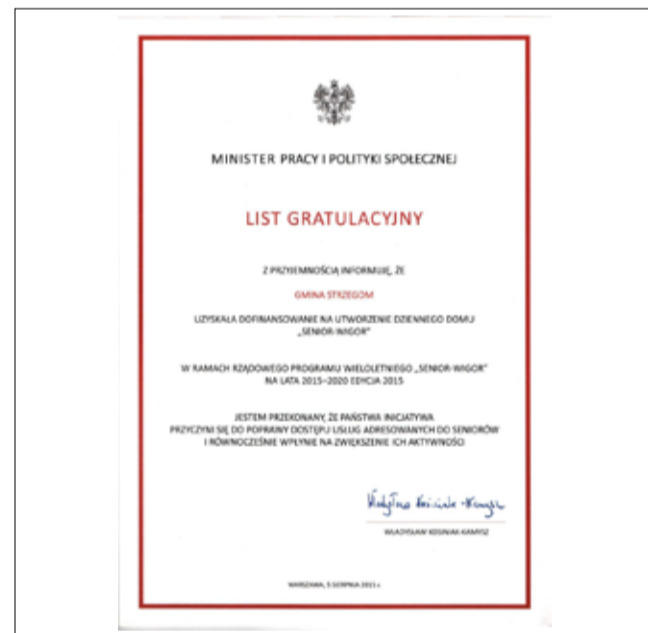 MINISTER PRACY I POLITYKI SPOŁECZNEJ
LIST GRATULACYJNY
Z PRZYJEMNOŚCIĄ INFORMUJĘ, ŻE
GMINA STRZEGOM
UZYSKAŁA DOFINANSOWANIE NA UTWORZENIE DZIENNEGO DOMU
„SENIOR-WIGOR”
W RAMACH RZĄDOWEGO PROGRAMU WIELOLETNIEGO „SENIOR-WIGOR”
NA LATA 2015–2020 EDYCJA 2015
JESTEM PRZEKONANY, ŻE PAŃSTWA INICJATYWA
PRZYCZYNI SIĘ DO POPRAWY DOSTĘPU USŁUG ADRESOWANYCH DO SENIORÓW
I RÓWNOCZEŚNIE WPŁYNIE NA ZWIĘKSZENIE ICH AKTYWNOŚCI
Władysław Kosiniak-Kamysz
WŁADYSŁAW KOSINIAK-KAMYSZ
WARSZAWA, 5 SIERPNIA 2015 r.